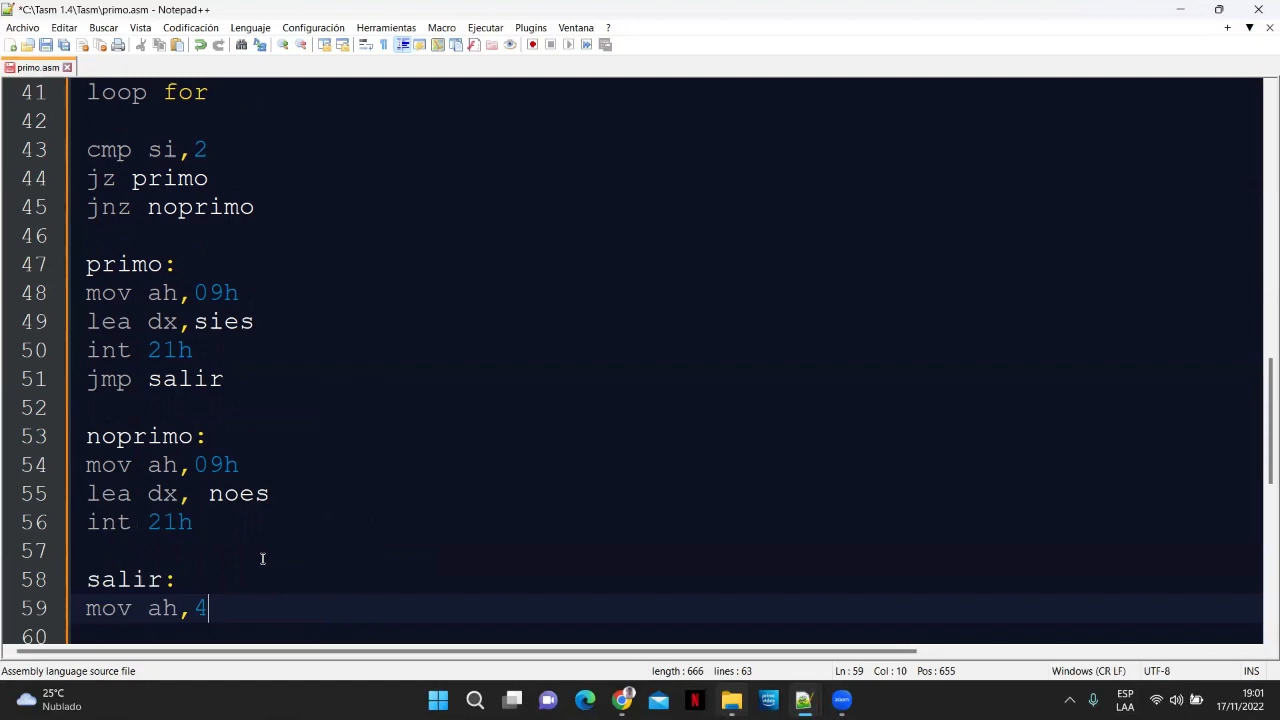 *C:\Tasm 1.4\Tasm\primo.asm - Notepad++
Archivo Editar Buscar Vista Codificación Lenguaje Configuración Herramientas Macro Ejecutar Plugins Ventana ?
primo.asm
41 loop for
42
43 cmp si,2
44 jz primo
45 jnz noprimo
46
47 primo:
48 mov ah,09h
49 lea dx,sies
50 int 21h
51 jmp salir
52
53 noprimo:
54 mov ah,09h
55 lea dx, noes
56 int 21h
57
58 salir:
59 mov ah,4
60
Assembly language source file length : 666 lines : 63 Ln : 59 Col : 10 Pos : 655 Windows (CR LF) UTF-8 INS
25°C
Nublado
zoom
ESP
LAA
19:01
17/11/2022